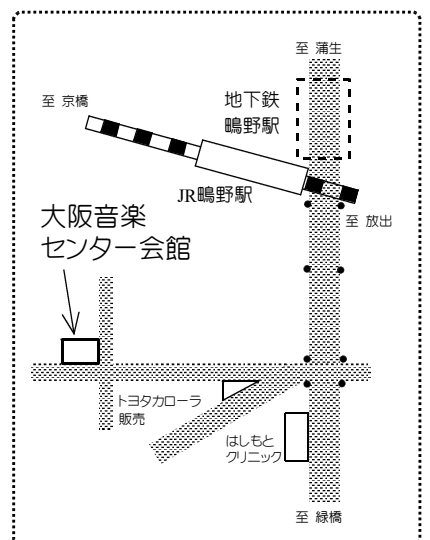 至 蒲生
至 京橋
地下鉄
鴫野駅
JR鴫野駅
至 放出
大阪音楽
センター会館
トヨタカローラ
販売
はしもと
クリニック
至 緑橋